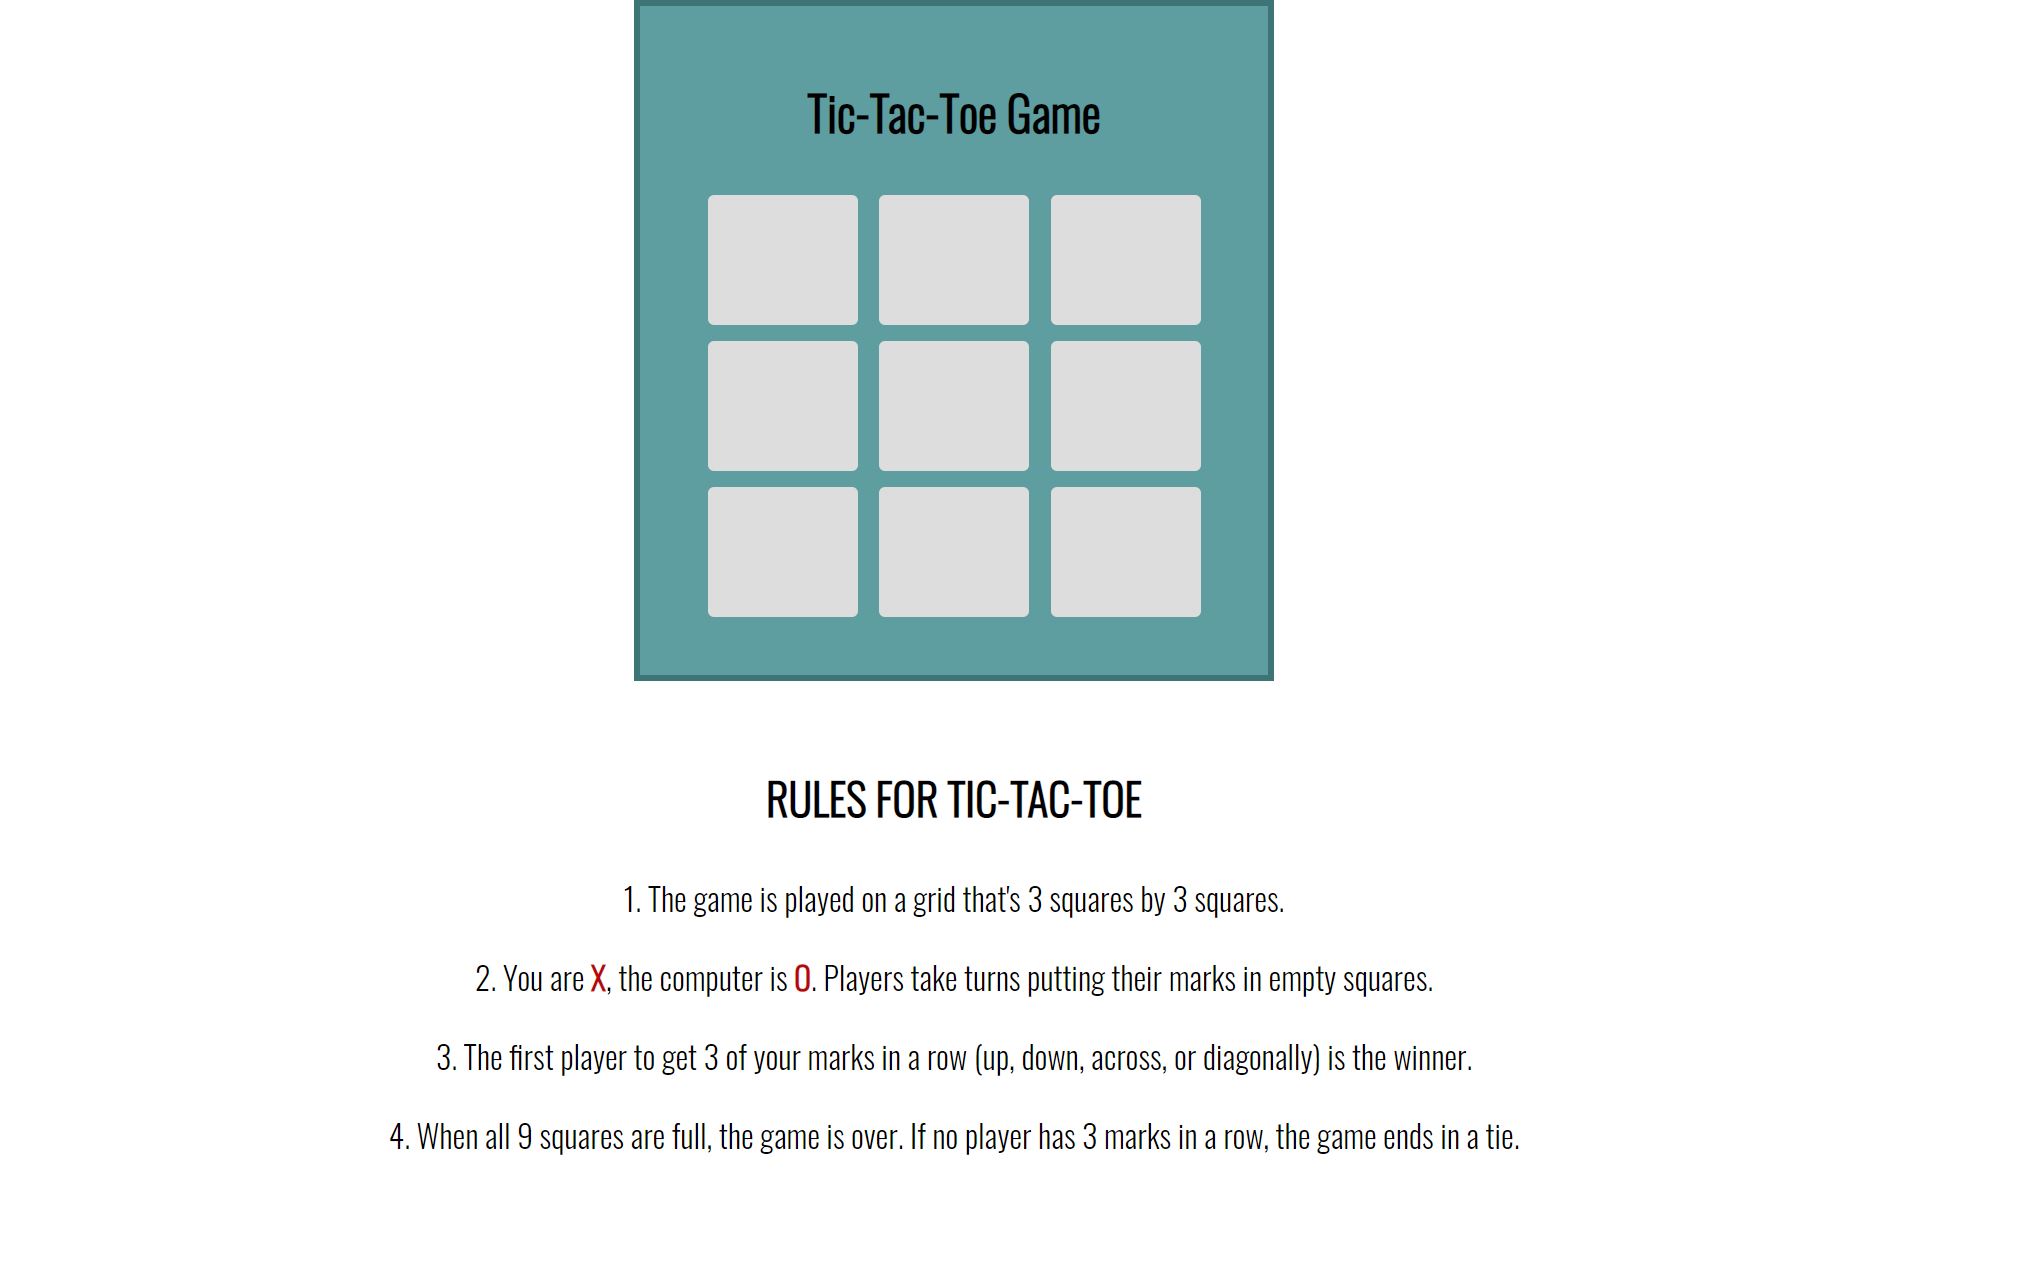 Tic-Tac-Toe Game
RULES FOR TIC-TAC-TOE
1. The game is played on a grid that's 3 squares by 3 squares.
2. You are X, the computer is O. Players take turns putting their marks in empty squares.
3. The first player to get 3 of your marks in a row (up, down, across, or diagonally) is the winner.
4. When all 9 squares are full, the game is over. If no player has 3 marks in a row, the game ends in a tie.